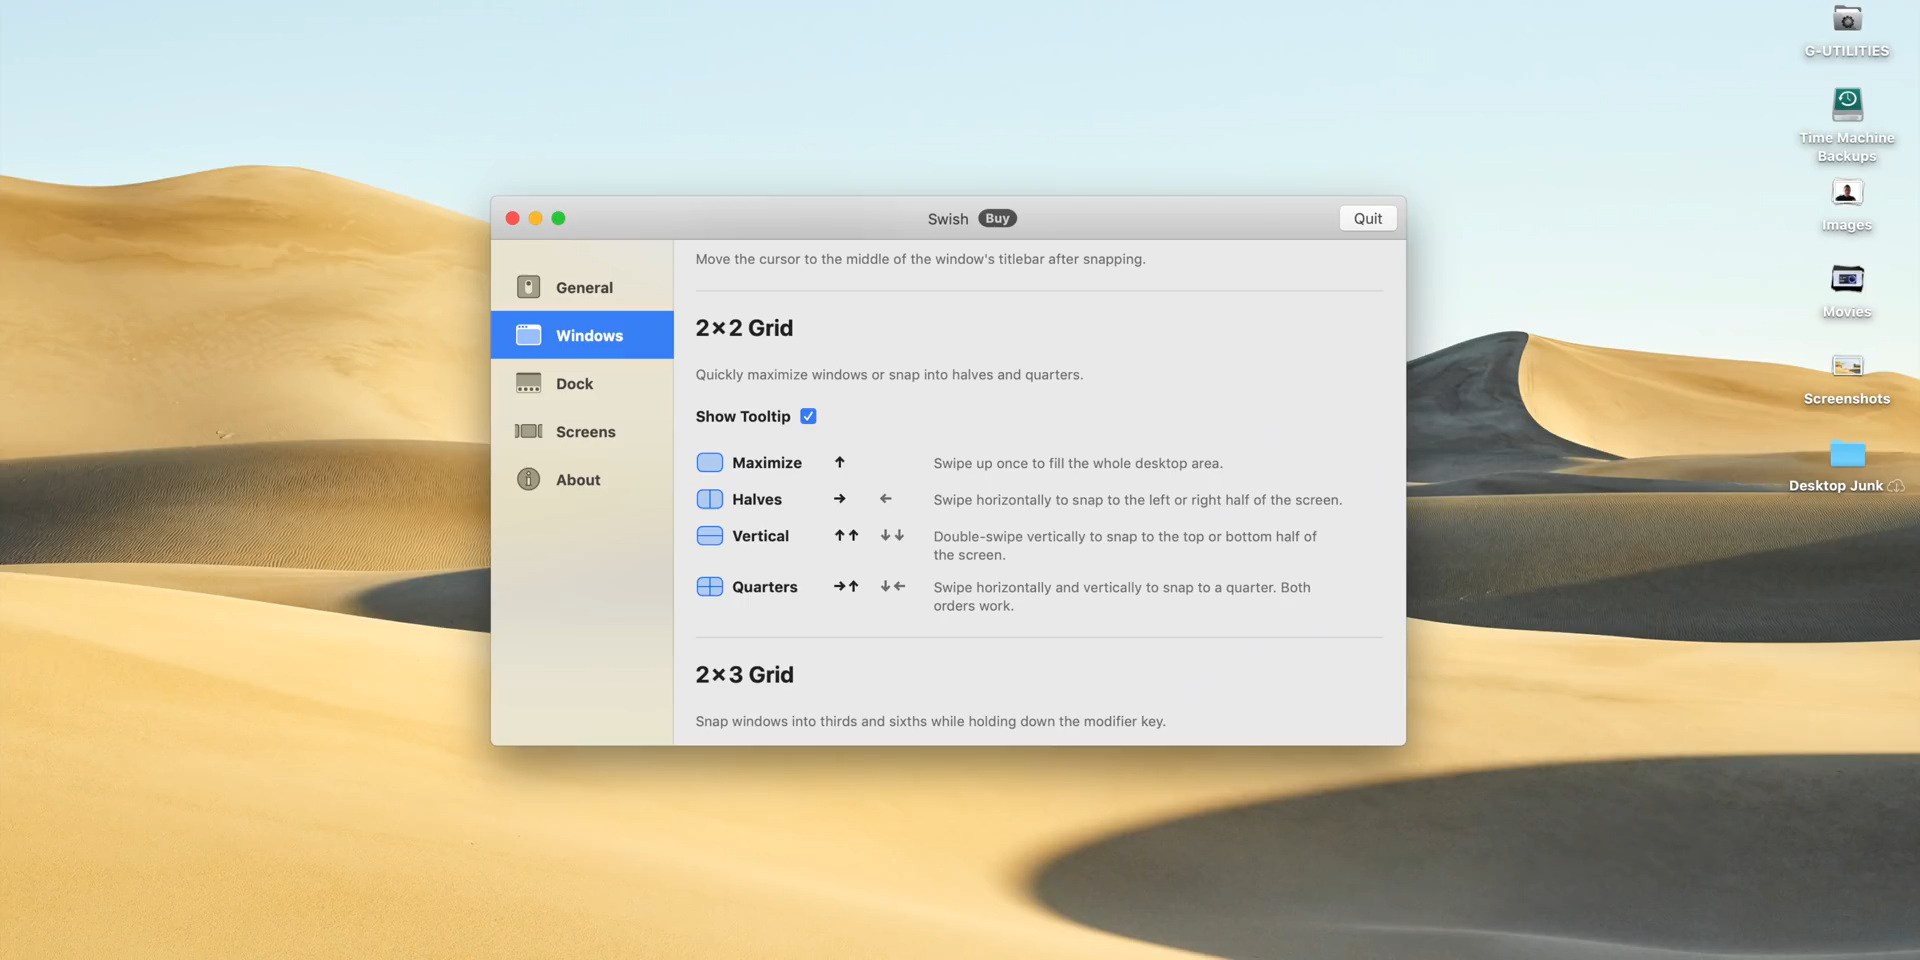 G-UTILITIES
Time Machine
Backups
Images
Movies
Screenshots
Desktop Junk
Swish Buy
Quit
General
Windows
Dock
Screens
About
Move the cursor to the middle of the window's titlebar after snapping.
2×2 Grid
Quickly maximize windows or snap into halves and quarters.
Show Tooltip
Maximize ↑ Swipe up once to fill the whole desktop area.
Halves → ← Swipe horizontally to snap to the left or right half of the screen.
Vertical ↑↑ ↓↓ Double-swipe vertically to snap to the top or bottom half of
the screen.
Quarters →↑ ↓← Swipe horizontally and vertically to snap to a quarter. Both
orders work.
2×3 Grid
Snap windows into thirds and sixths while holding down the modifier key.